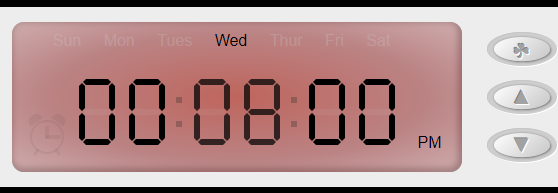 Sun Mon Tues Wed Thur Fri Sat
00:08:00 PM